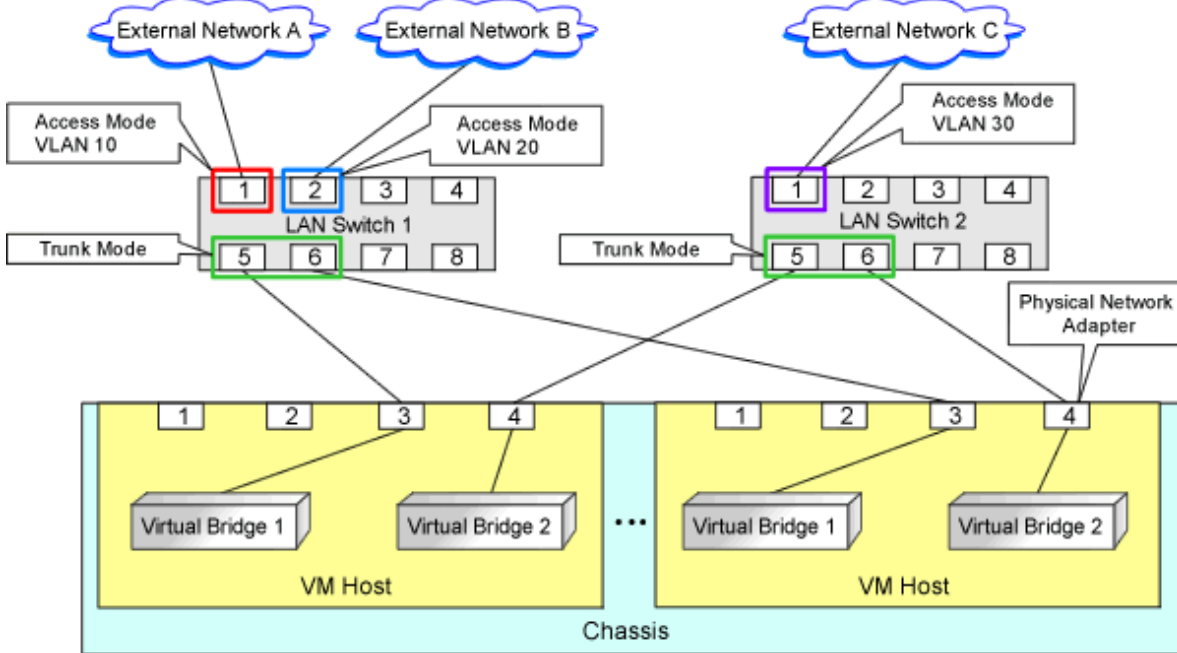 External Network A
External Network B
External Network C
Access Mode
VLAN 10
Access Mode
VLAN 20
Access Mode
VLAN 30
1 2 3 4
LAN Switch 1
5 6 7 8
Trunk Mode
1 2 3 4
LAN Switch 2
5 6 7 8
Trunk Mode
Physical Network
Adapter
1 2 3 4
1 2 3 4
Virtual Bridge 1
Virtual Bridge 2
...
Virtual Bridge 1
Virtual Bridge 2
VM Host
VM Host
Chassis